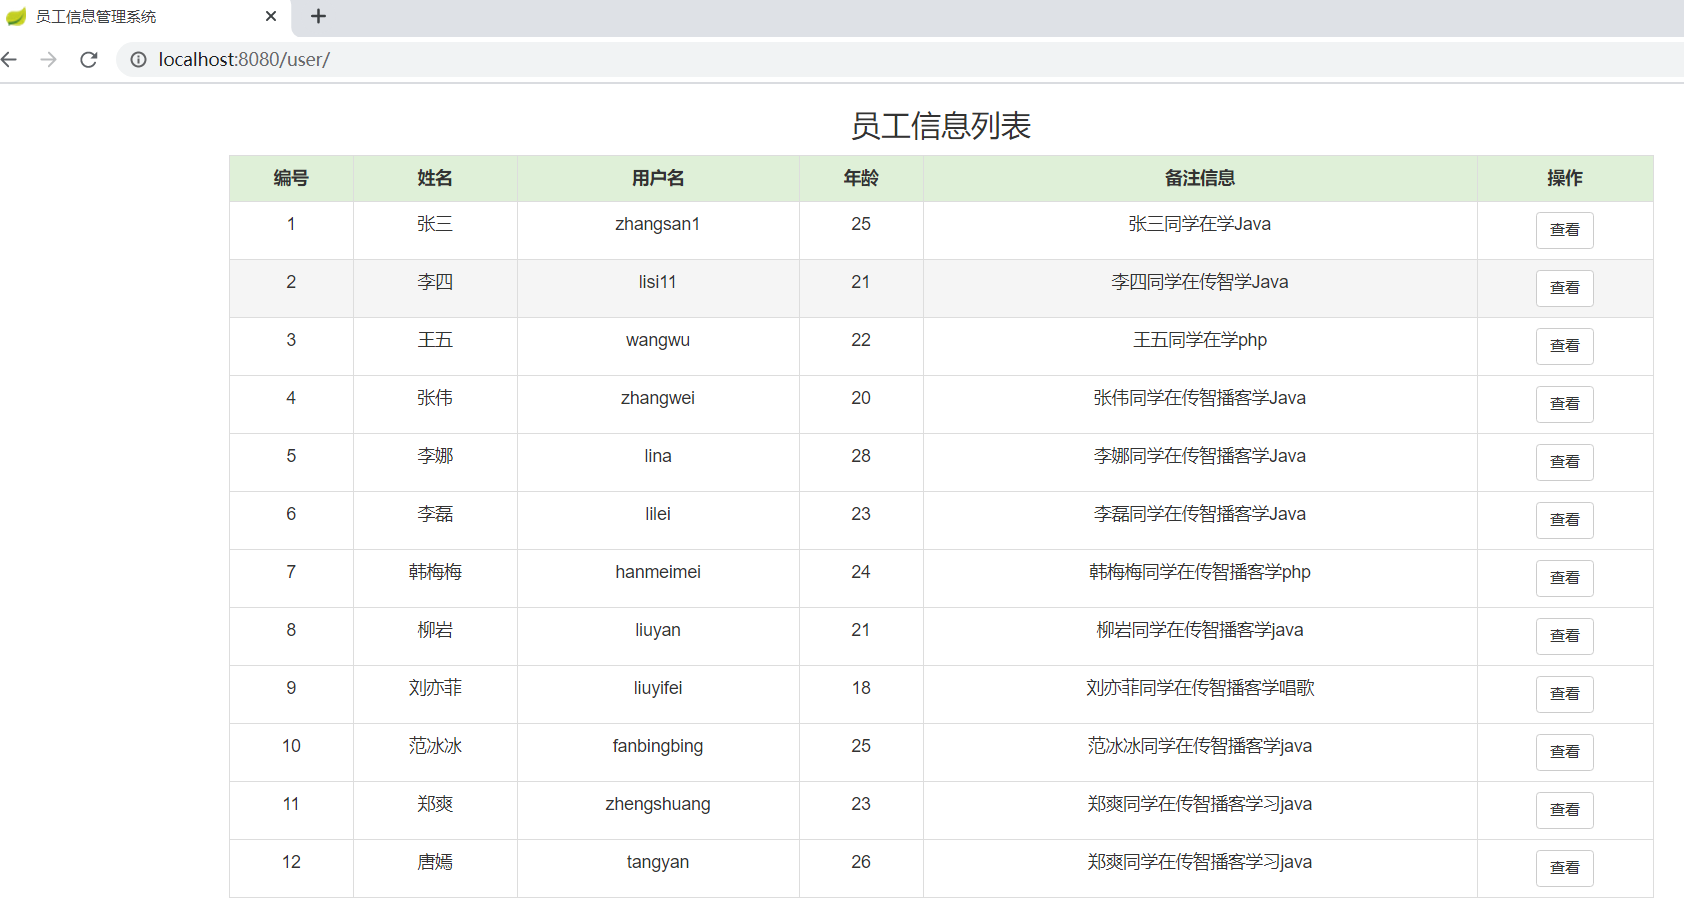 员工信息管理系统
localhost:8080/user/
员工信息列表
编号 姓名 用户名 年龄 备注信息 操作
1 张三 zhangsan1 25 张三同学在学Java 查看
2 李四 lisi11 21 李四同学在传智学Java 查看
3 王五 wangwu 22 王五同学在学php 查看
4 张伟 zhangwei 20 张伟同学在传智播客学Java 查看
5 李娜 lina 28 李娜同学在传智播客学Java 查看
6 李磊 lilei 23 李磊同学在传智播客学Java 查看
7 韩梅梅 hanmeimei 24 韩梅梅同学在传智播客学php 查看
8 柳岩 liuyan 21 柳岩同学在传智播客学java 查看
9 刘亦菲 liuyifei 18 刘亦菲同学在传智播客学唱歌 查看
10 范冰冰 fanbingbing 25 范冰冰同学在传智播客学java 查看
11 郑爽 zhengshuang 23 郑爽同学在传智播客学习java 查看
12 唐嫣 tangyan 26 郑爽同学在传智播客学习java 查看